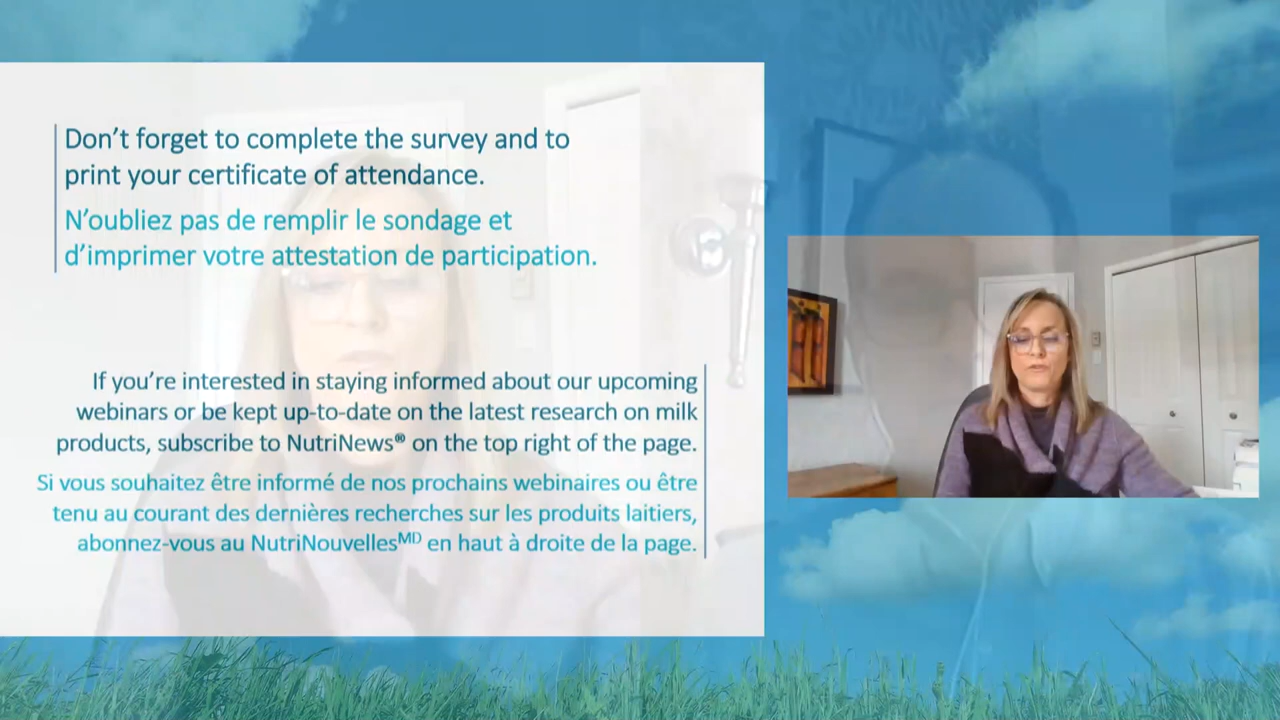 Don't forget to complete the survey and to
print your certificate of attendance.
N'oubliez pas de remplir le sondage et
d'imprimer votre attestation de participation.
If you're interested in staying informed about our upcoming
webinars or be kept up-to-date on the latest research on milk
products, subscribe to NutriNews® on the top right of the page.
Si vous souhaitez être informé de nos prochains webinaires ou être
tenu au courant des dernières recherches sur les produits laitiers,
abonnez-vous au NutriNouvellesMD en haut à droite de la page.